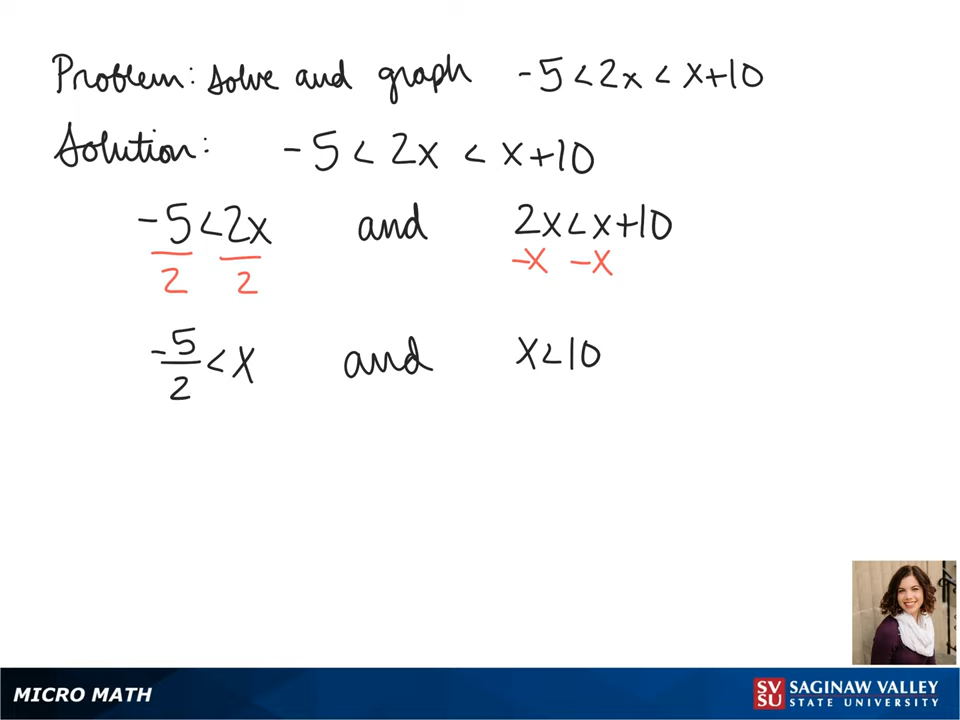 Problem: solve and graph -5 < 2x < x+10
Solution: -5 < 2x < x+10
-5 < 2x and 2x < x+10
2 2 -x -x
-5/2 < x and x < 10
MICRO MATH
SVSU SAGINAW VALLEY STATE UNIVERSITY